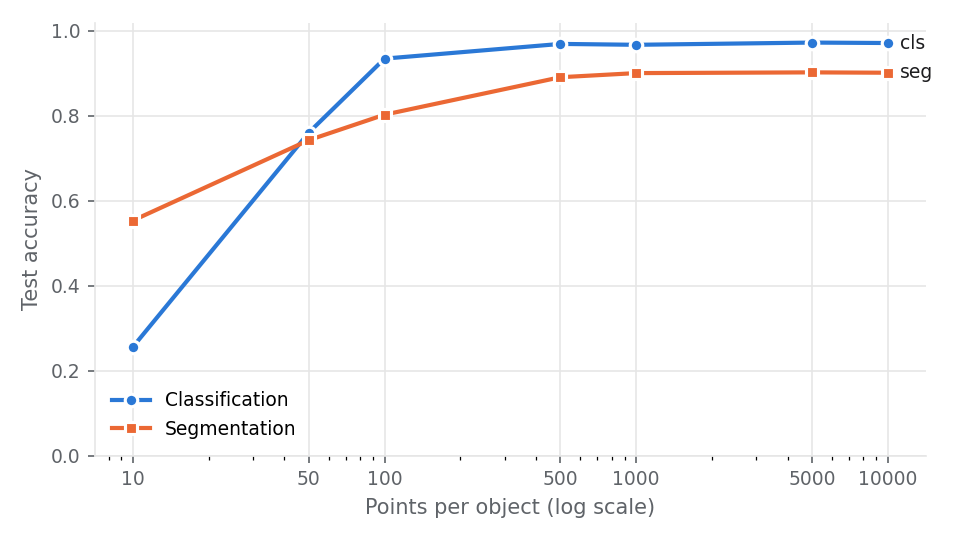 1.0
0.8
0.6
0.4
0.2
0.0
Test accuracy
cls
seg
Classification
Segmentation
10 50 100 500 1000 5000 10000
Points per object (log scale)